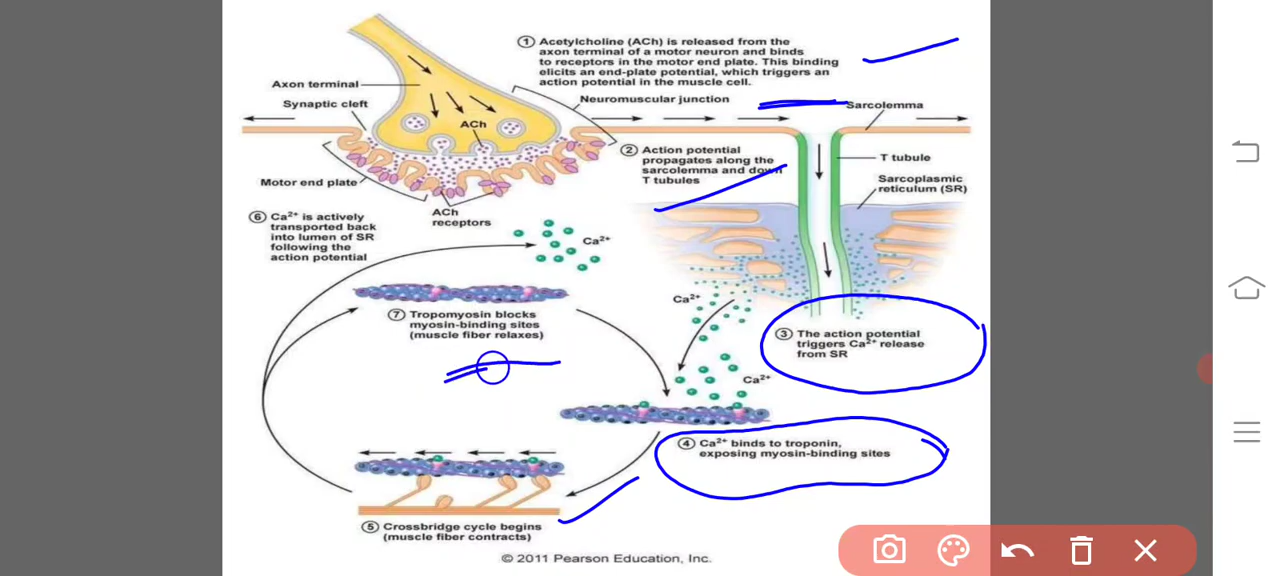 ① Acetylcholine (ACh) is released from the
axon terminal of a motor neuron and binds
to receptors in the motor end plate. This binding
elicits an end-plate potential, which triggers an
action potential in the muscle cell.
Axon terminal
Synaptic cleft
Neuromuscular junction
Sarcolemma
ACh
② Action potential
propagates along the
sarcolemma and down
T tubules
T tubule
Sarcoplasmic
reticulum (SR)
Motor end plate
ACh
receptors
⑥ Ca²⁺ is actively
transported back
into lumen of SR
following the
action potential
Ca²⁺
Ca²⁺
⑦ Tropomyosin blocks
myosin-binding sites
(muscle fiber relaxes)
③ The action potential
triggers Ca²⁺ release
from SR
Ca²⁺
④ Ca²⁺ binds to troponin,
exposing myosin-binding sites
⑤ Crossbridge cycle begins
(muscle fiber contracts)
© 2011 Pearson Education, Inc.